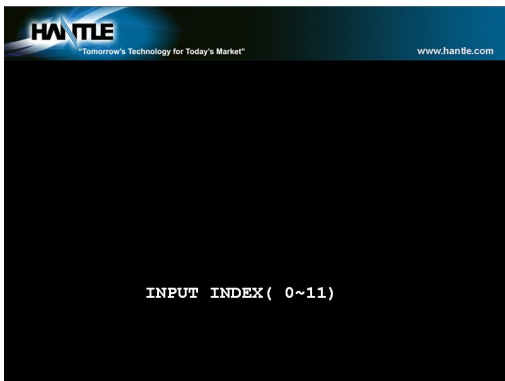 HANTLE
"Tomorrow's Technology for Today's Market"
www.hantle.com
INPUT INDEX( 0~11)